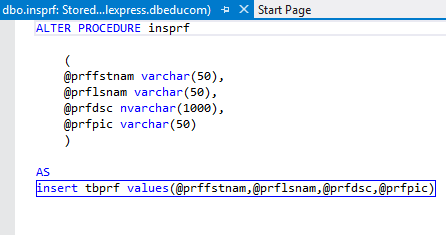 dbo.insprf: Stored...lexpress.dbeducom)
Start Page
ALTER PROCEDURE insprf
(
@prffstnam varchar(50),
@prflsnam varchar(50),
@prfdsc nvarchar(1000),
@prfpic varchar(50)
)
AS
insert tbprf values(@prffstnam,@prflsnam,@prfdsc,@prfpic)